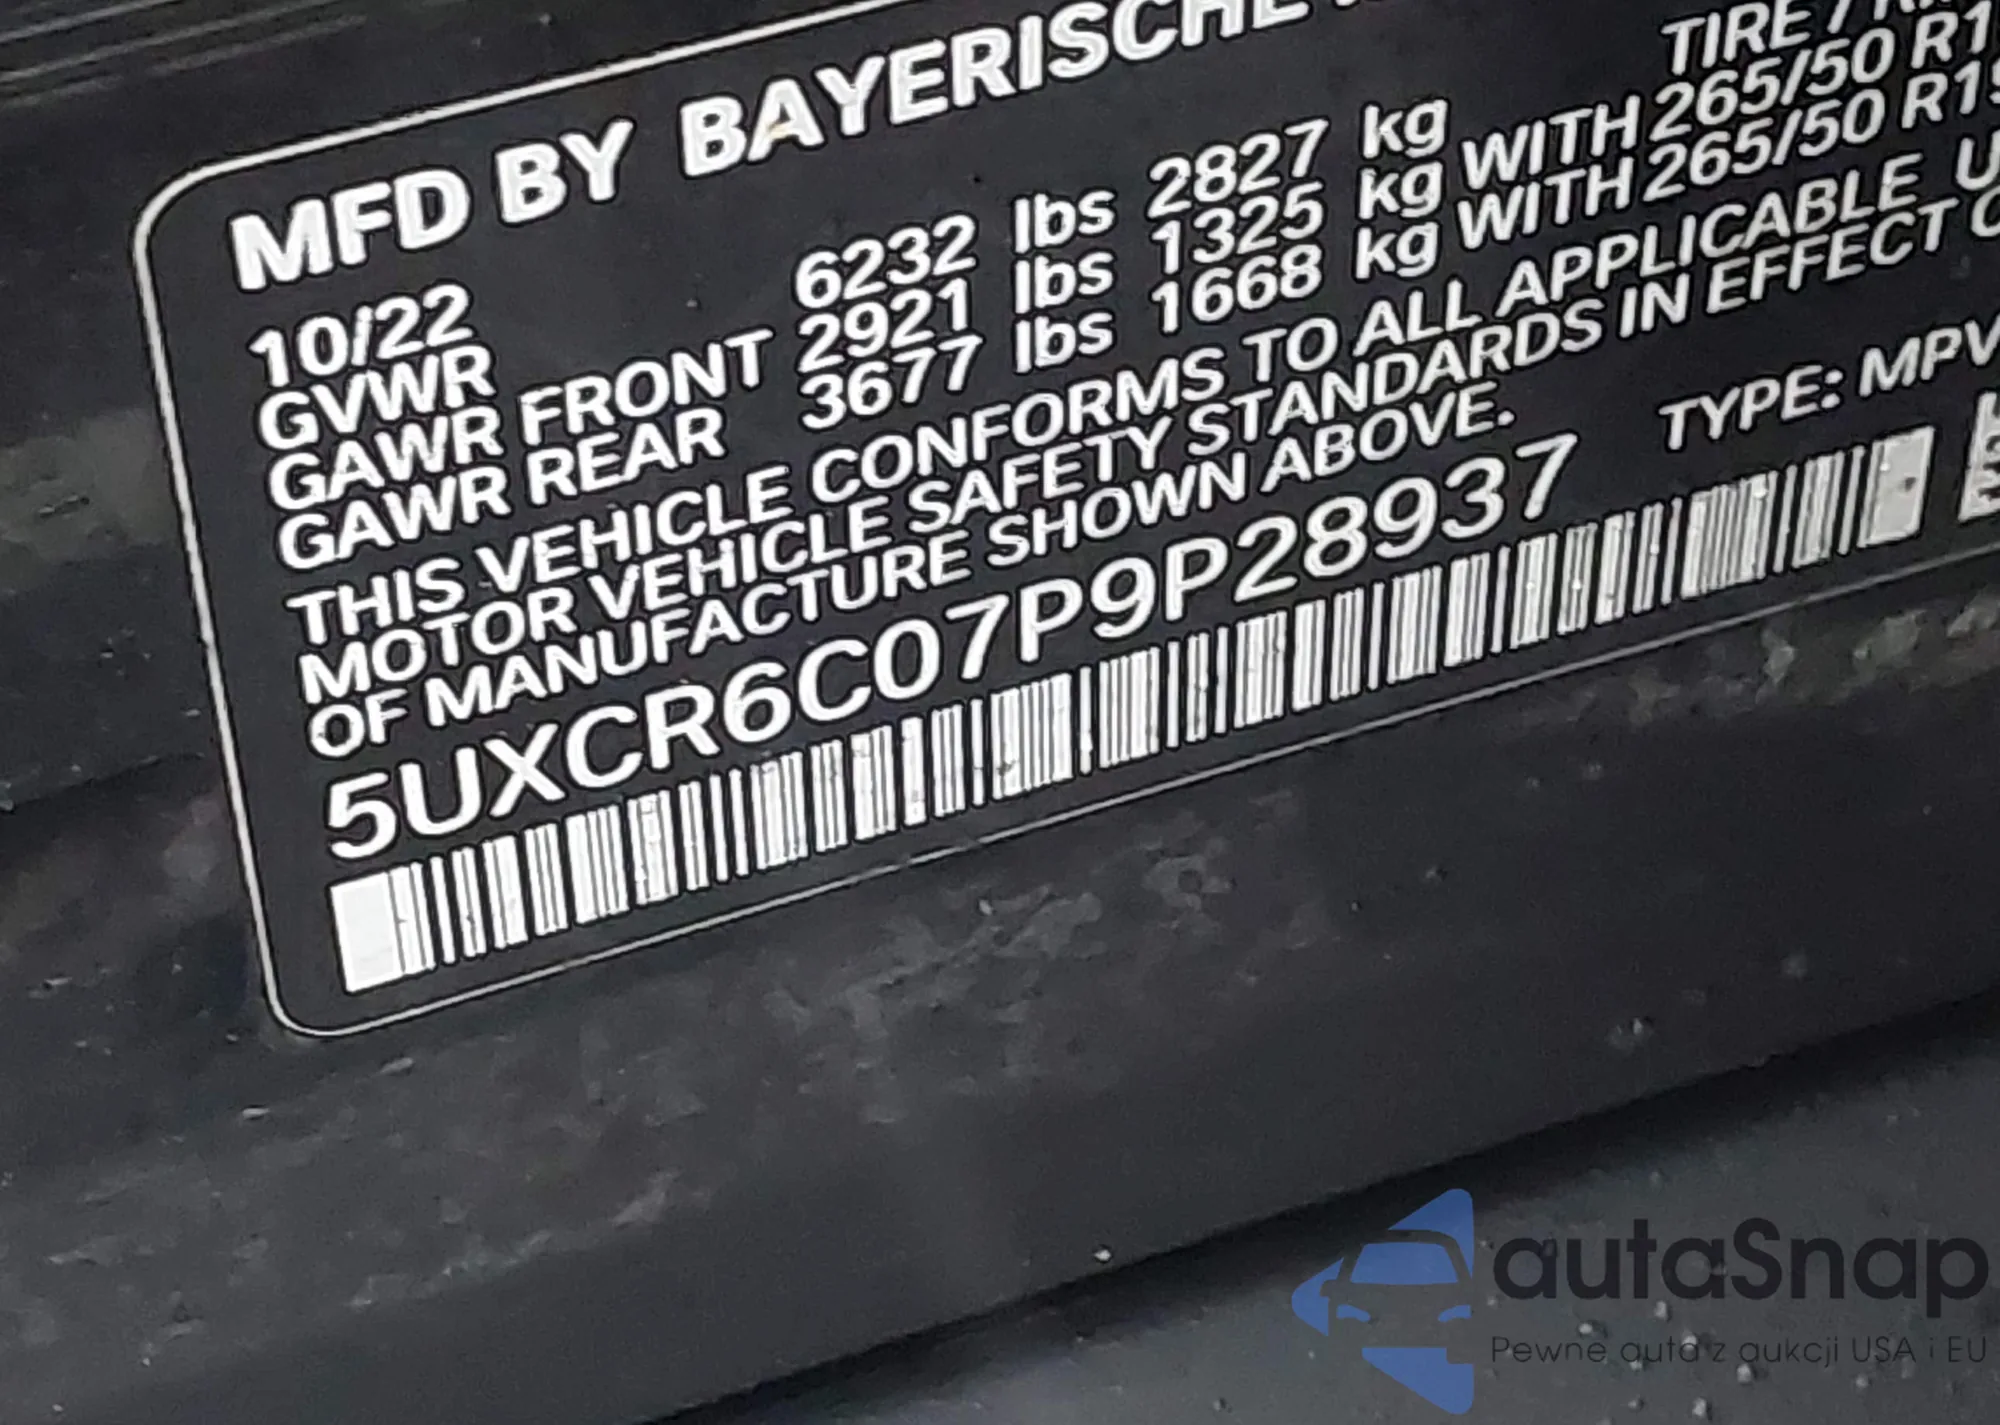 MFD BY BAYERISCHE
10/22 TIRE /
GVWR 6232 lbs 2827 kg
GAWR FRONT 2921 lbs 1325 kg WITH 265/50
GAWR REAR 3677 lbs 1668 kg WITH 265/50
THIS VEHICLE CONFORMS TO ALL APPLICABLE
MOTOR VEHICLE SAFETY STANDARDS IN EFFECT
OF MANUFACTURE SHOWN ABOVE.
5UXCR6C07P9P28937 TYPE: MPV
autaSnap
Pewne auta z aukcji USA i EU